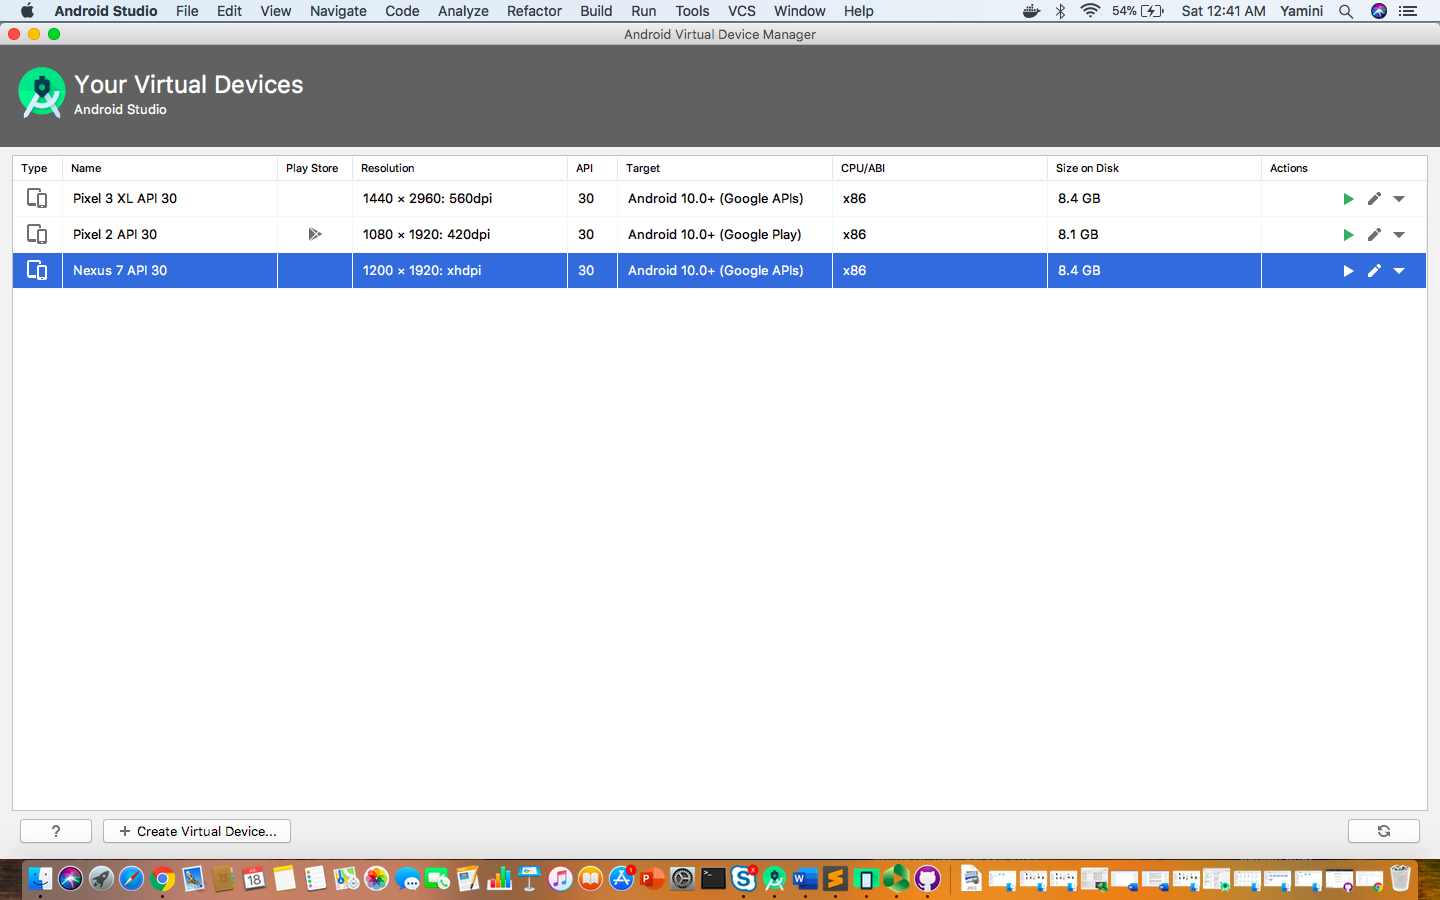 Android Studio File Edit View Navigate Code Analyze Refactor Build Run Tools VCS Window Help 54% Sat 12:41 AM Yamini
Android Virtual Device Manager
Your Virtual Devices
Android Studio
Type Name Play Store Resolution API Target CPU/ABI Size on Disk Actions
Pixel 3 XL API 30 1440 × 2960: 560dpi 30 Android 10.0+ (Google APIs) x86 8.4 GB
Pixel 2 API 30 1080 × 1920: 420dpi 30 Android 10.0+ (Google Play) x86 8.1 GB
Nexus 7 API 30 1200 × 1920: xhdpi 30 Android 10.0+ (Google APIs) x86 8.4 GB
? + Create Virtual Device...
JUL
18